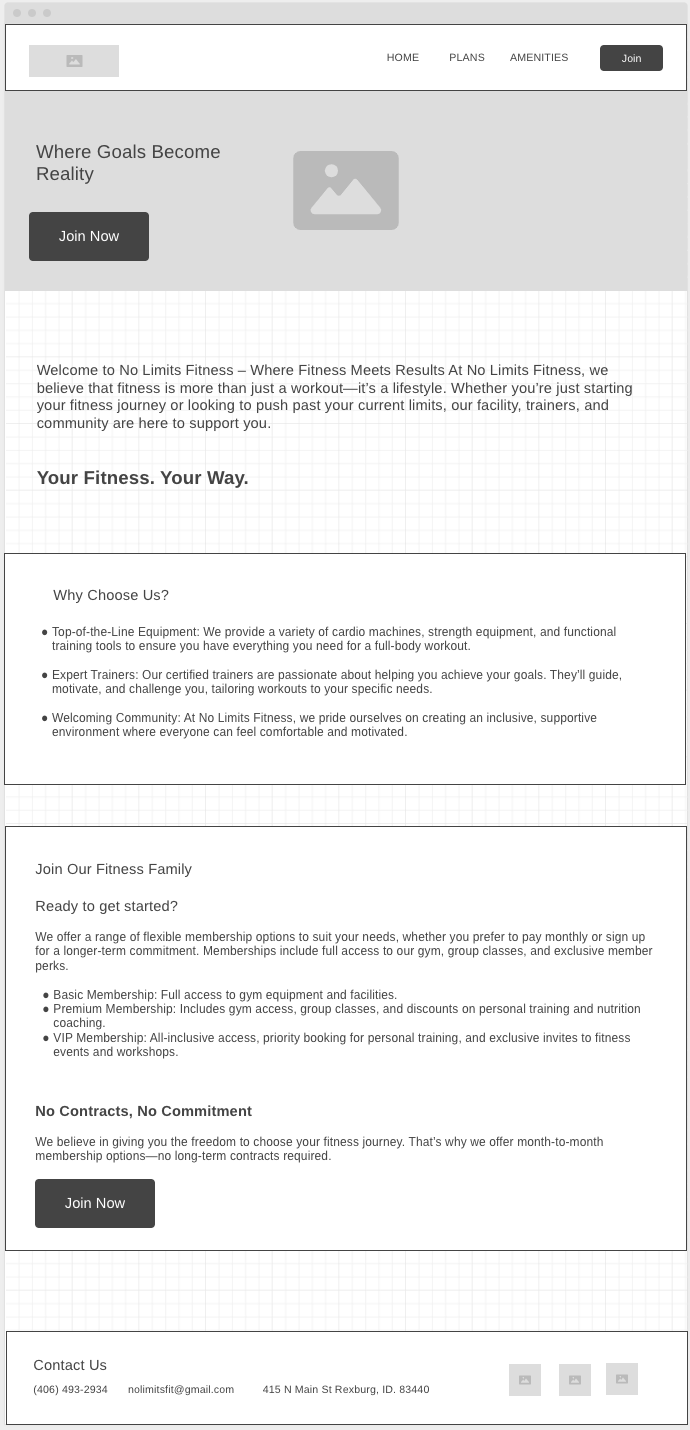 HOME PLANS AMENITIES Join
Where Goals Become
Reality
Join Now
Welcome to No Limits Fitness – Where Fitness Meets Results At No Limits Fitness, we
believe that fitness is more than just a workout—it’s a lifestyle. Whether you’re just starting
your fitness journey or looking to push past your current limits, our facility, trainers, and
community are here to support you.
Your Fitness. Your Way.
Why Choose Us?
● Top-of-the-Line Equipment: We provide a variety of cardio machines, strength equipment, and functional
training tools to ensure you have everything you need for a full-body workout.
● Expert Trainers: Our certified trainers are passionate about helping you achieve your goals. They’ll guide,
motivate, and challenge you, tailoring workouts to your specific needs.
● Welcoming Community: At No Limits Fitness, we pride ourselves on creating an inclusive, supportive
environment where everyone can feel comfortable and motivated.
Join Our Fitness Family
Ready to get started?
We offer a range of flexible membership options to suit your needs, whether you prefer to pay monthly or sign up
for a longer-term commitment. Memberships include full access to our gym, group classes, and exclusive member
perks.
● Basic Membership: Full access to gym equipment and facilities.
● Premium Membership: Includes gym access, group classes, and discounts on personal training and nutrition
coaching.
● VIP Membership: All-inclusive access, priority booking for personal training, and exclusive invites to fitness
events and workshops.
No Contracts, No Commitment
We believe in giving you the freedom to choose your fitness journey. That’s why we offer month-to-month
membership options—no long-term contracts required.
Join Now
Contact Us
(406) 493-2934 nolimitsfit@gmail.com 415 N Main St Rexburg, ID. 83440